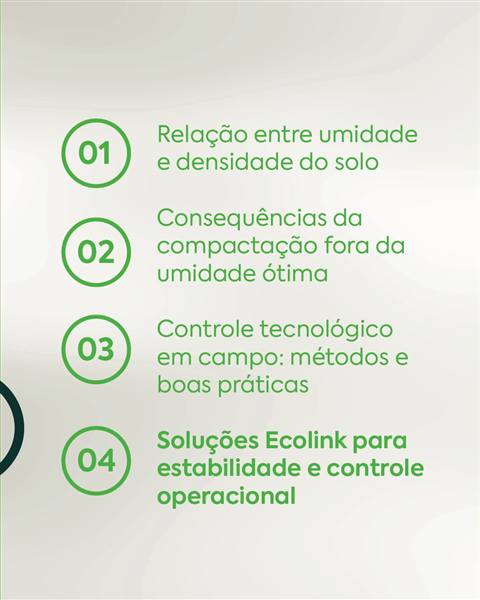 01
Relação entre umidade
e densidade do solo
02
Consequências da
compactação fora da
umidade ótima
03
Controle tecnológico
em campo: métodos e
boas práticas
04
Soluções Ecolink para
estabilidade e controle
operacional